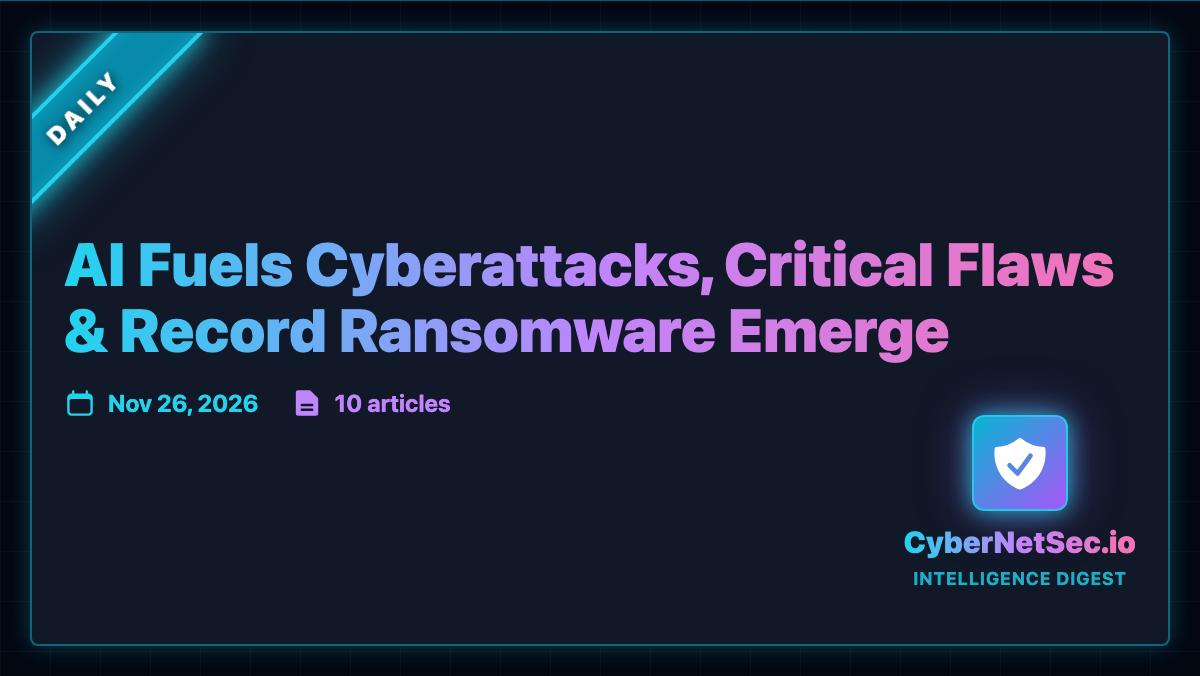 DAILY
AI Fuels Cyberattacks, Critical Flaws
& Record Ransomware Emerge
Nov 26, 2026
10 articles
CyberNetSec.io
INTELLIGENCE DIGEST